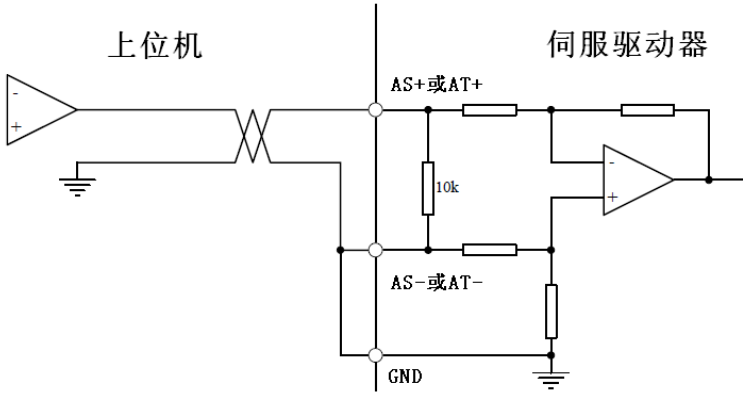 上位机
伺服驱动器
AS+或AT+
-
+
-
+
10k
AS-或AT-
GND